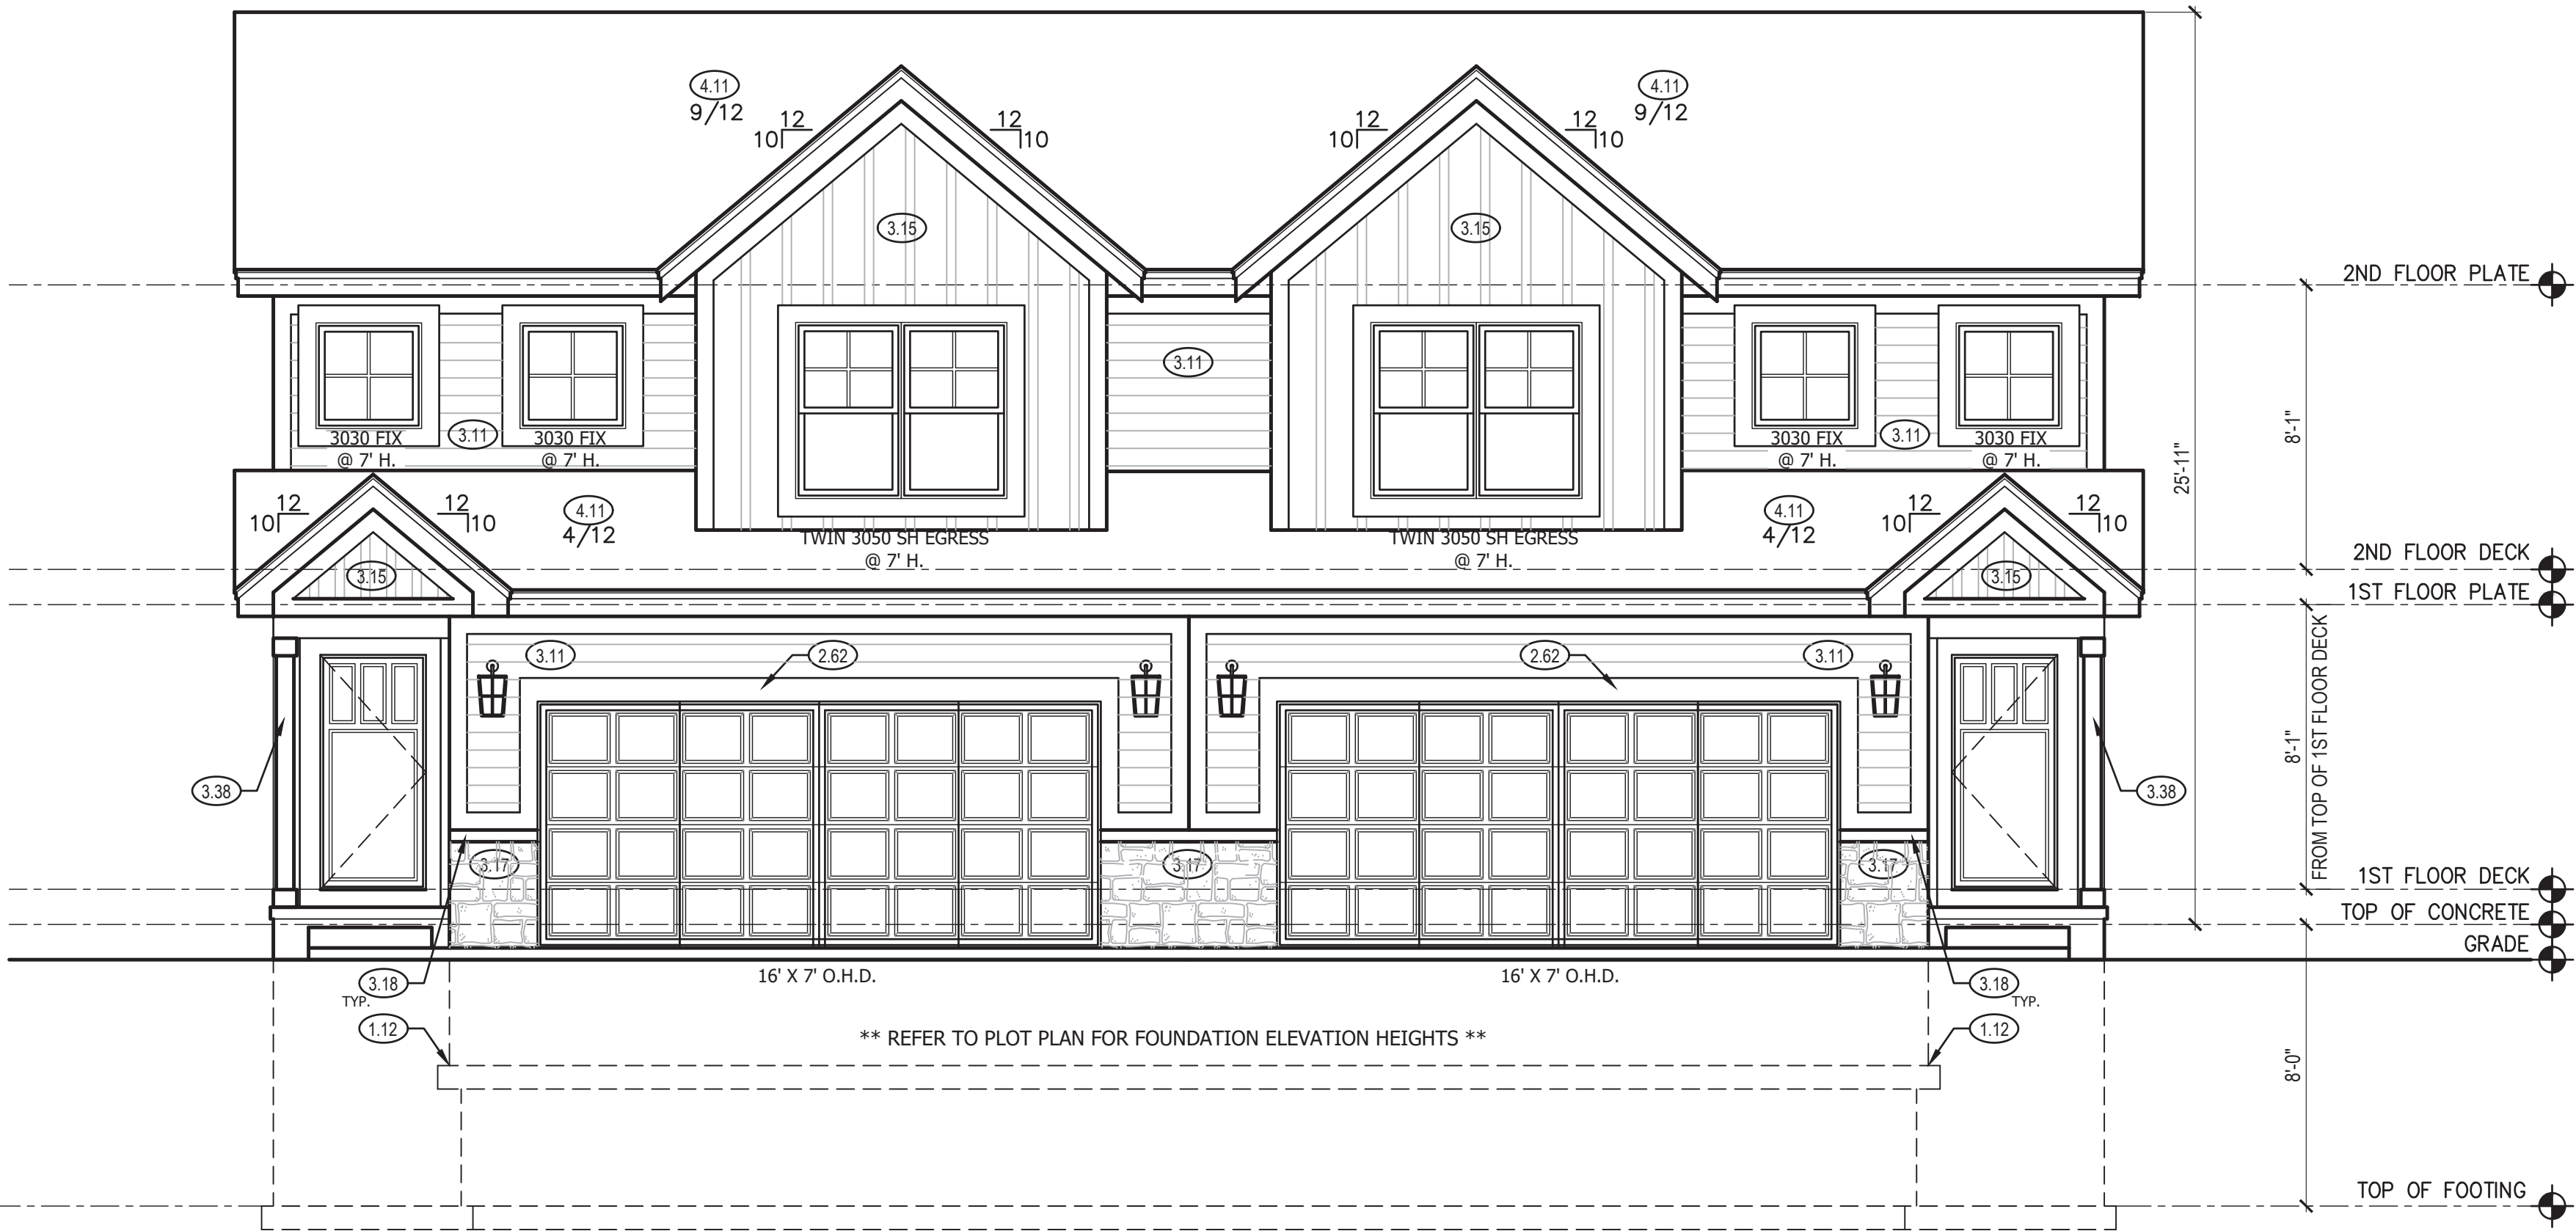 4.11
9/12
4.11
9/12
12
10
12
10
12
10
12
10
3.15
3.15
2ND FLOOR PLATE
3.11
3030 FIX
@ 7' H.
3.11
3030 FIX
@ 7' H.
3030 FIX
@ 7' H.
3.11
3030 FIX
@ 7' H.
8'-1"
25'-11"
12
10
12
10
4.11
4/12
TWIN 3050 SH EGRESS
@ 7' H.
TWIN 3050 SH EGRESS
@ 7' H.
4.11
4/12
12
10
12
10
3.15
3.15
2ND FLOOR DECK
1ST FLOOR PLATE
3.11
2.62
2.62
3.11
8'-1"
FROM TOP OF 1ST FLOOR DECK
3.38
3.38
3.17
3.17
3.17
1ST FLOOR DECK
TOP OF CONCRETE
GRADE
3.18
TYP.
16' X 7' O.H.D.
16' X 7' O.H.D.
3.18
TYP.
1.12
** REFER TO PLOT PLAN FOR FOUNDATION ELEVATION HEIGHTS **
1.12
8'-0"
TOP OF FOOTING